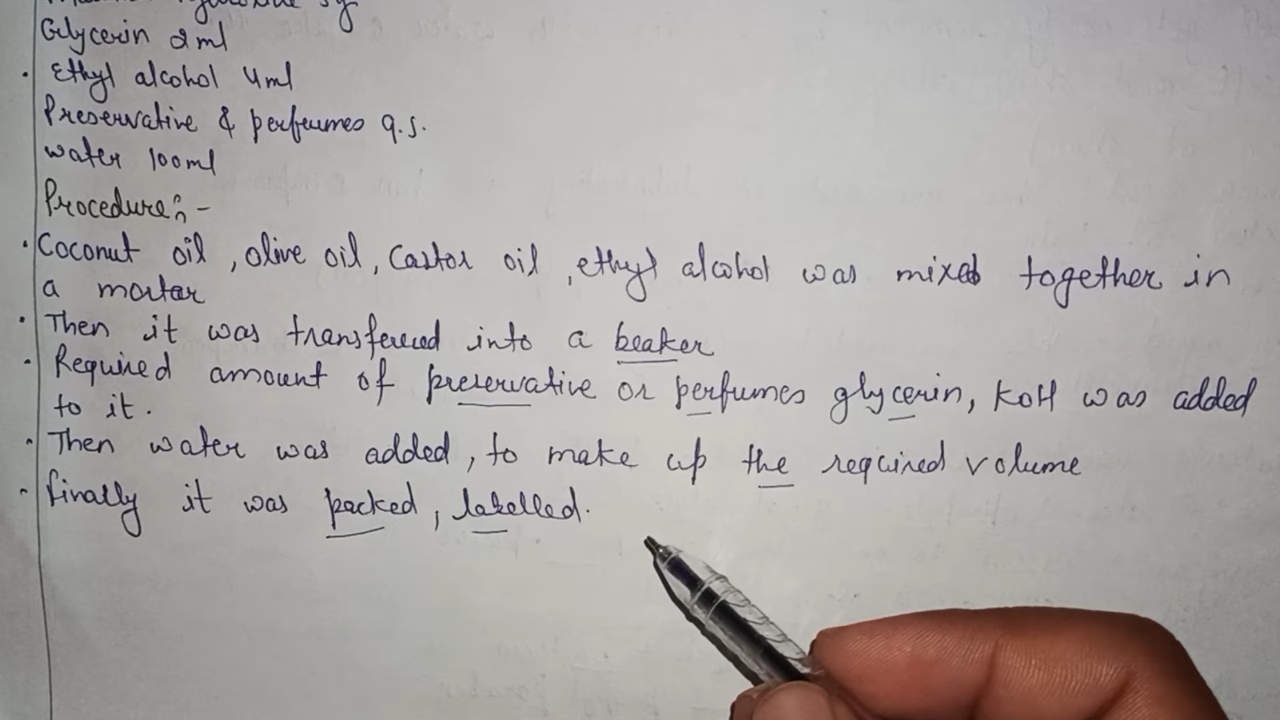 Glycerin 2ml
• Ethyl alcohol 4ml
Preservative & perfeumes q.s.
water 100ml
Procedure:-
• Coconut oil, olive oil, Castor oil, ethyl alcohol was mixed together in
a mortar
• Then it was transfered into a beaker
• Required amount of preservative or perfumes glycerin, KOH was added
to it.
• Then water was added, to make up the required volume
• finally it was packed, labelled.